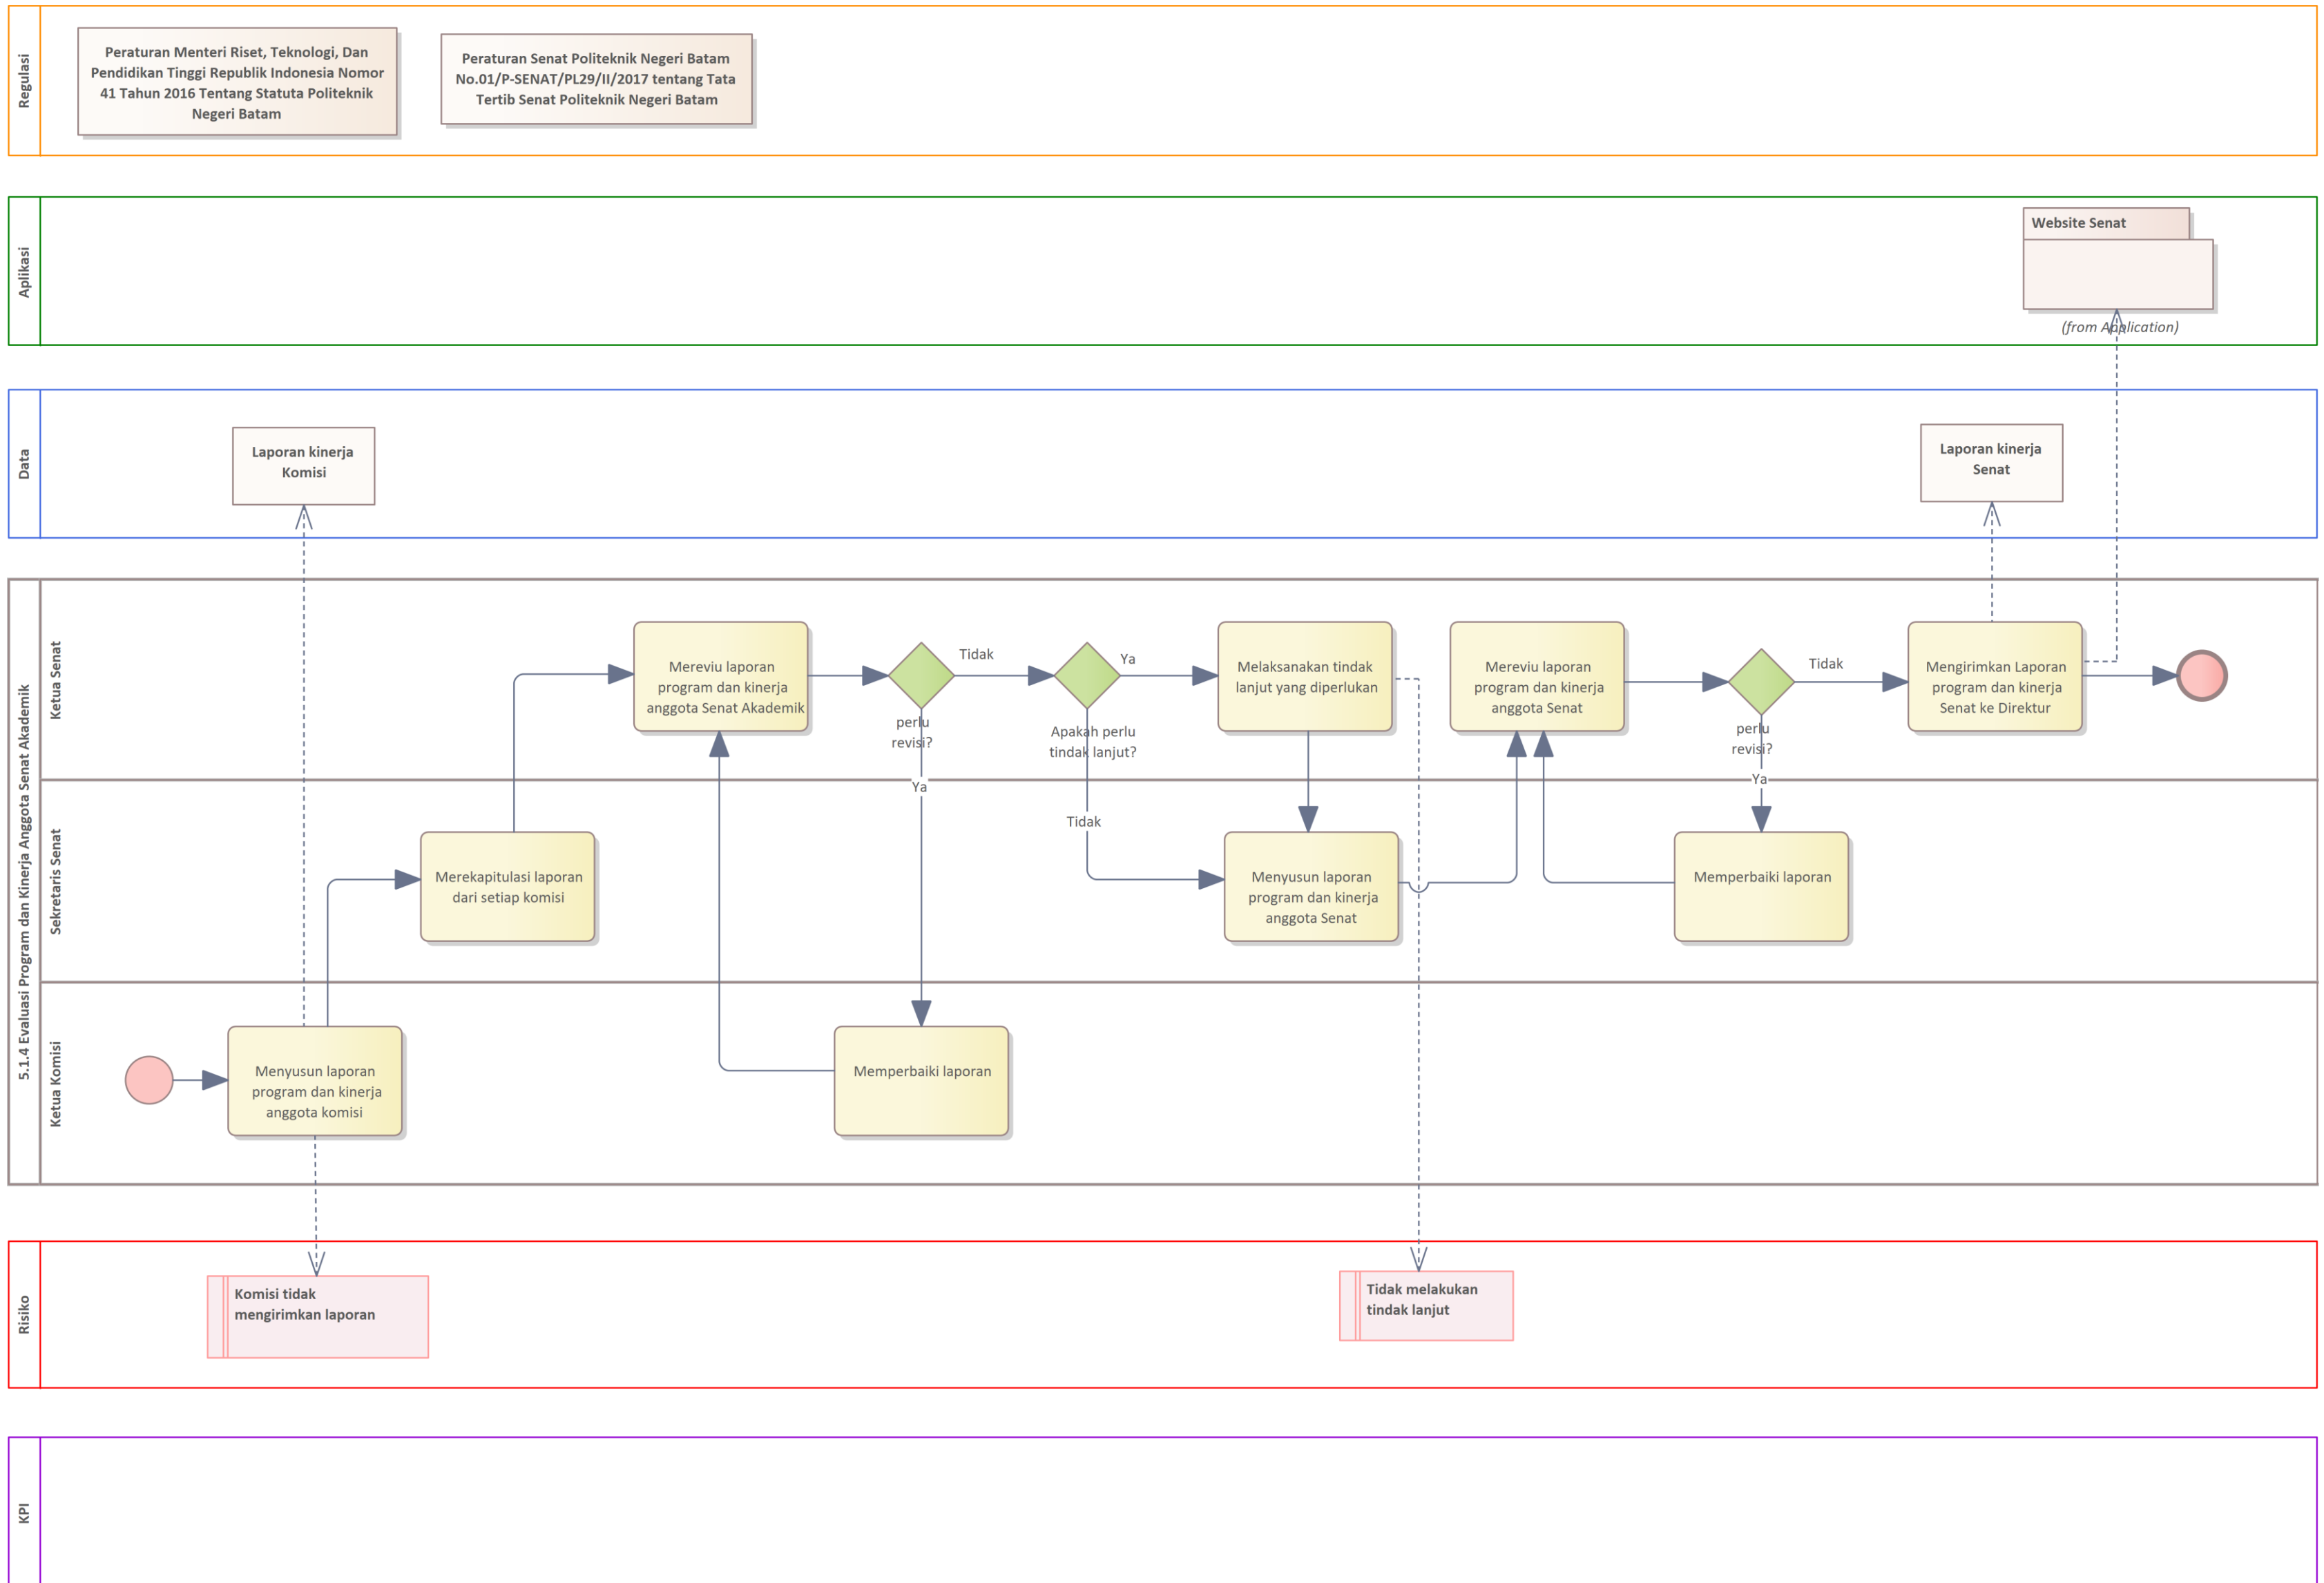 Regulasi
Peraturan Menteri Riset, Teknologi, Dan
Pendidikan Tinggi Republik Indonesia Nomor
41 Tahun 2016 Tentang Statuta Politeknik
Negeri Batam
Peraturan Senat Politeknik Negeri Batam
No.01/P-SENAT/PL29/II/2017 tentang Tata
Tertib Senat Politeknik Negeri Batam
Aplikasi
Website Senat
(from Application)
Data
Laporan kinerja
Komisi
Laporan kinerja
Senat
5.1.4 Evaluasi Program dan Kinerja Anggota Senat Akademik
Ketua Senat
Mereviu laporan
program dan kinerja
anggota Senat Akademik
perlu
revisi?
Tidak
Ya
Apakah perlu
tindak lanjut?
Ya
Tidak
Melaksanakan tindak
lanjut yang diperlukan
Mereviu laporan
program dan kinerja
anggota Senat
perlu
revisi?
Tidak
Ya
Mengirimkan Laporan
program dan kinerja
Senat ke Direktur
Sekretaris Senat
Merekapitulasi laporan
dari setiap komisi
Menyusun laporan
program dan kinerja
anggota Senat
Memperbaiki laporan
Ketua Komisi
Menyusun laporan
program dan kinerja
anggota komisi
Memperbaiki laporan
Risiko
Komisi tidak
mengirimkan laporan
Tidak melakukan
tindak lanjut
KPI